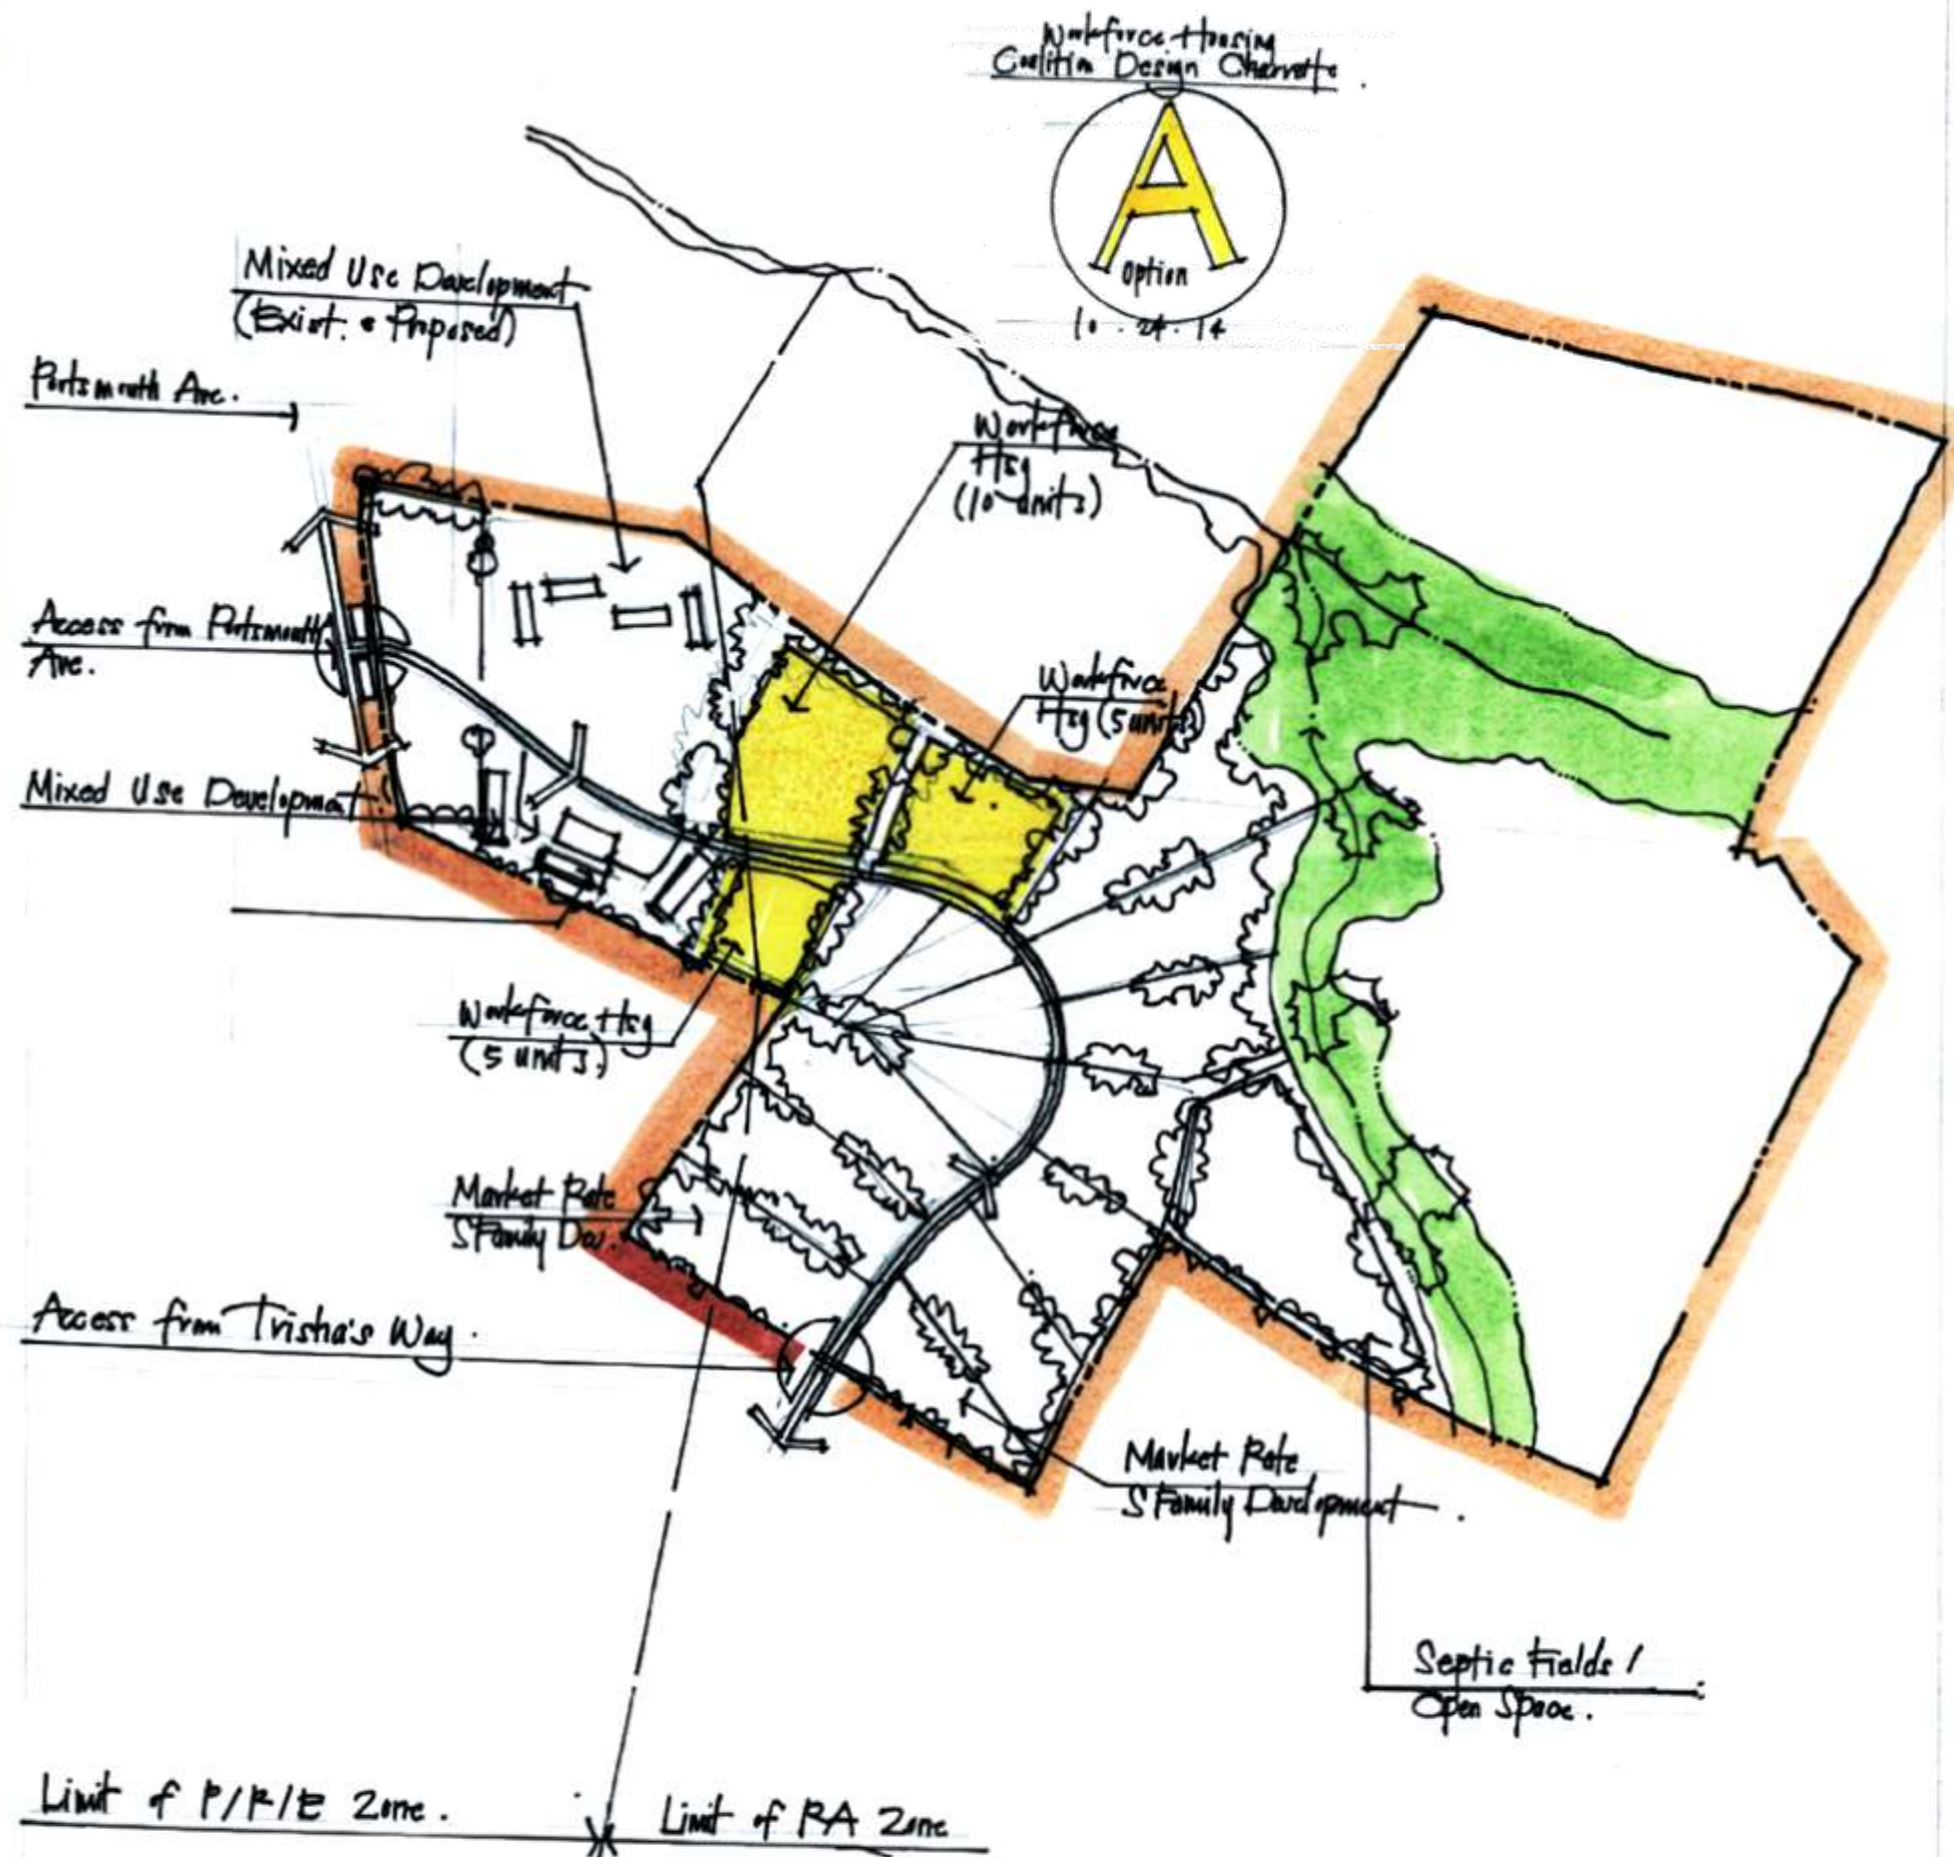 Workforce Housing
Coalition Design Charrette.
A
option
10.24.14
Mixed Use Development
(Exist. & Proposed)
Portsmouth Ave.
Workforce
Hsg
(10 units)
Access from Portsmouth
Ave.
Workforce
Hsg (5 units)
Mixed Use Development
Workforce Hsg
(5 units)
Market Rate
S Family Dev.
Access from Trisha's Way.
Market Rate
S Family Development.
Septic Fields /
Open Space.
Limit of P/R/E Zone.
Limit of RA Zone